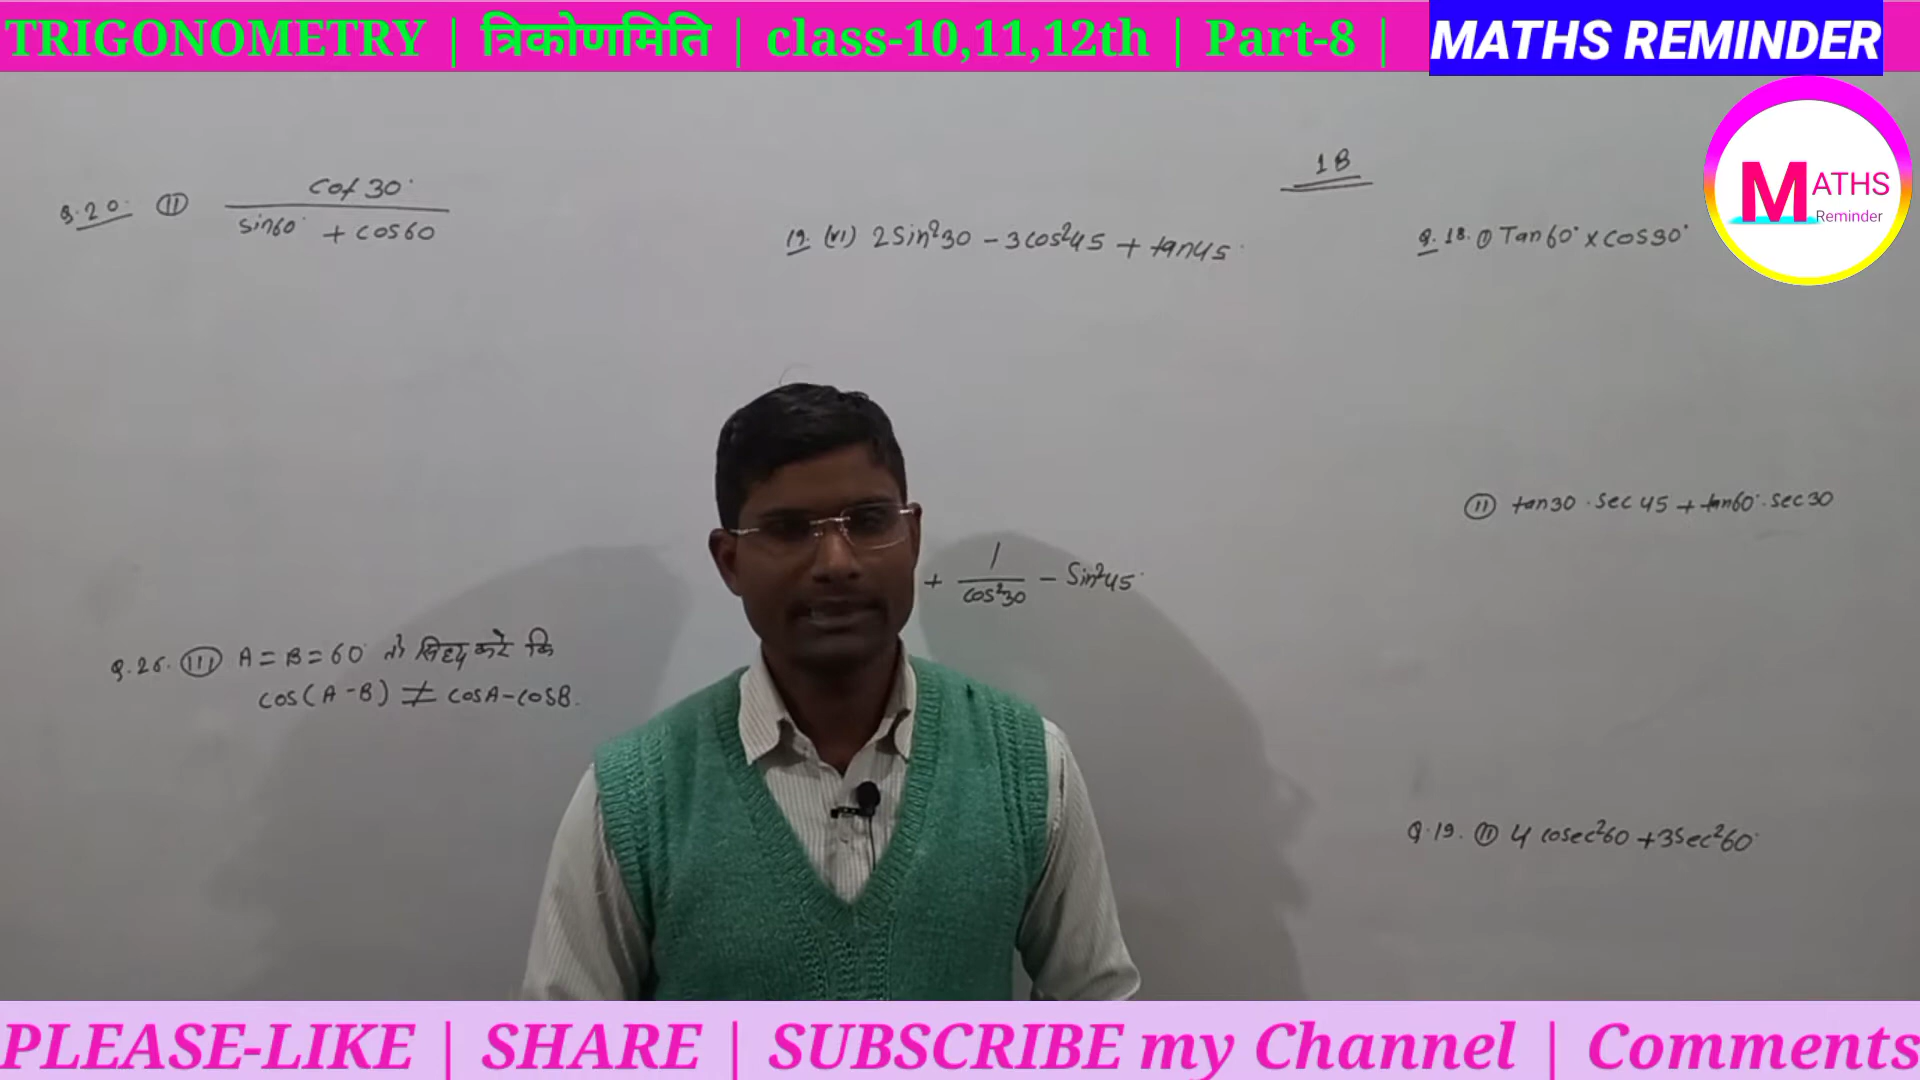 TRIGONOMETRY | त्रिकोणमिति | class-10,11,12th | Part-8 |
MATHS REMINDER
MATHS
Reminder
18
Q.20. (II) cot 30°
sin60° + cos60
19. (VI) 2Sin²30 - 3cos²45 + tan45°
Q. 18. (I) Tan60° x cos30°
(II) tan30 . sec 45 + tan60° . sec30
+ 1/cos²30 - Sin²45°
Q.26. (III) A = B = 60° तो सिद्ध करे कि
cos(A-B) ≠ cosA-cosB.
Q.19. (II) 4 cosec²60 + 3Sec²60°
PLEASE-LIKE | SHARE | SUBSCRIBE my Channel | Comments